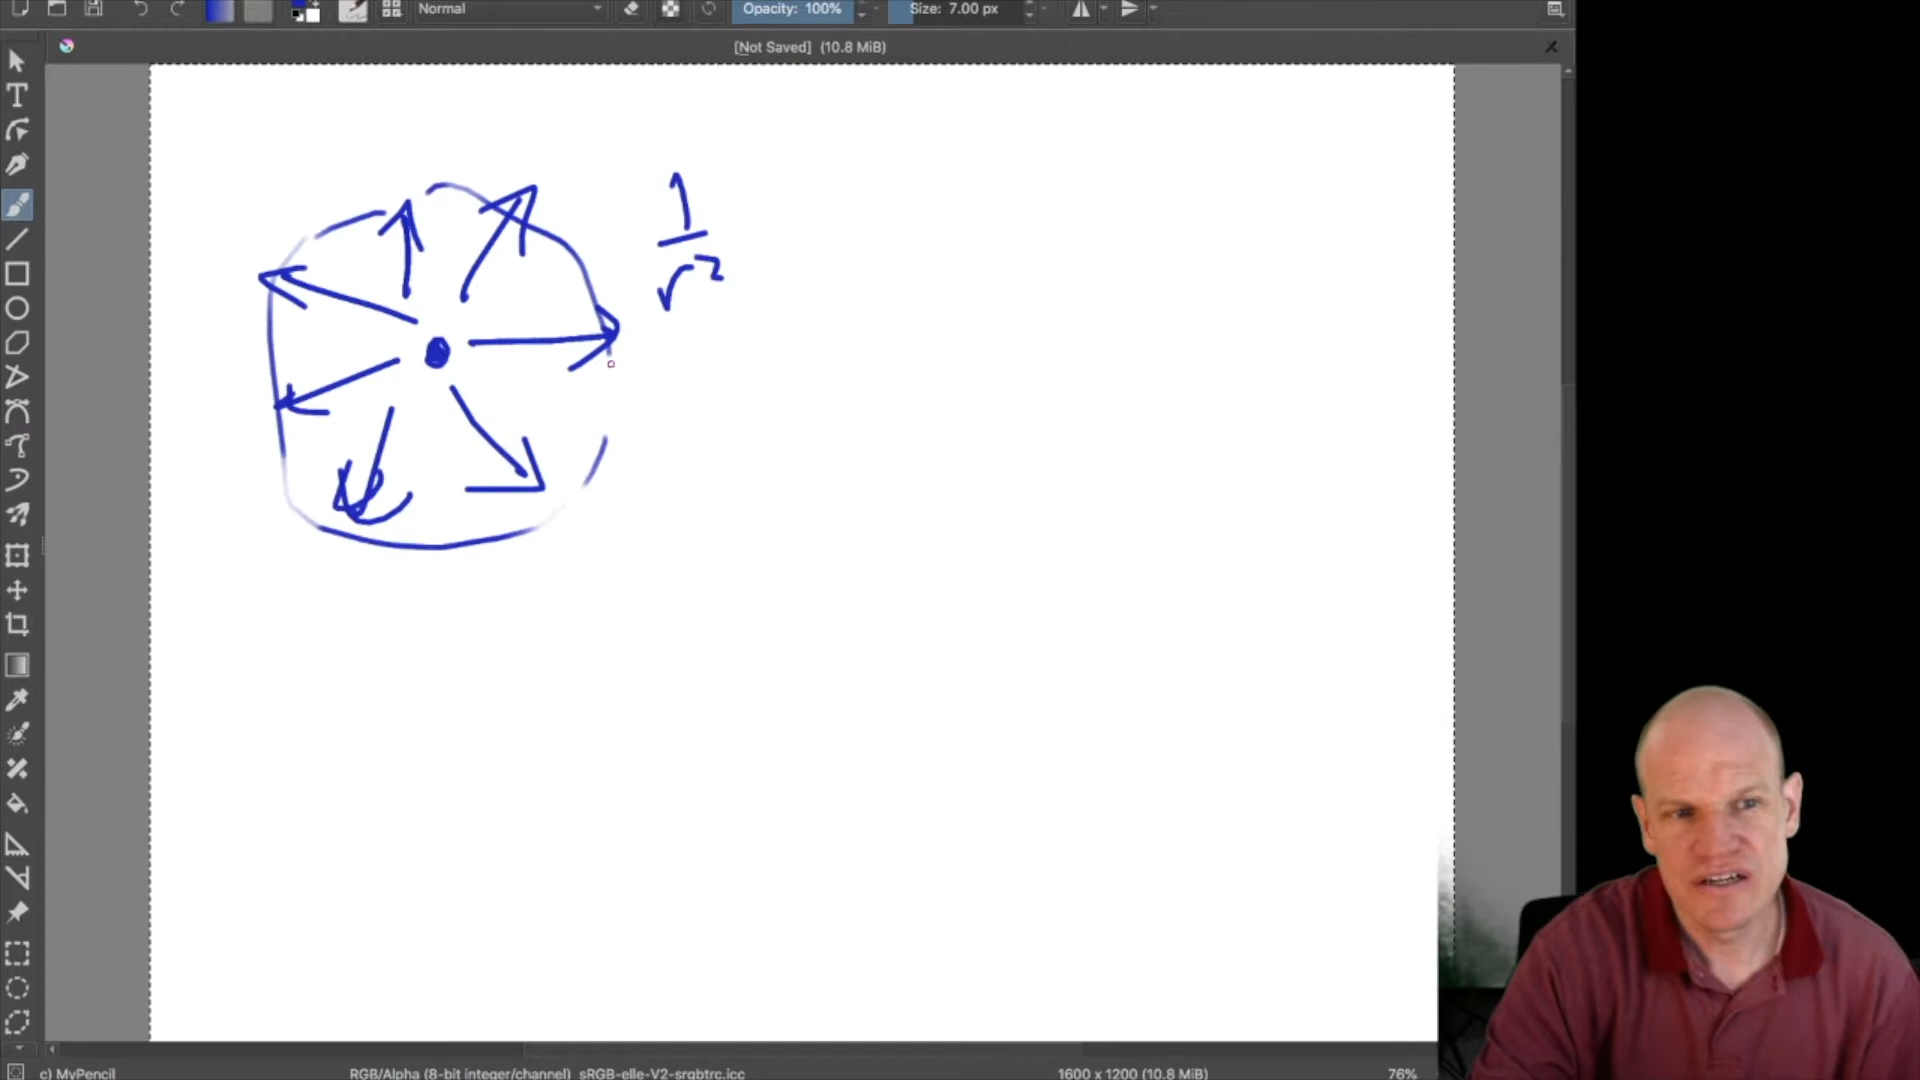 Normal
Opacity: 100%
Size: 7.00 px
[Not Saved] (10.8 MiB)
1
r²
c) MyPencil
RGB/Alpha (8-bit integer/channel) sRGB-elle-V2-srgbtrc.icc
1600 x 1200 (10.8 MiB)
76%